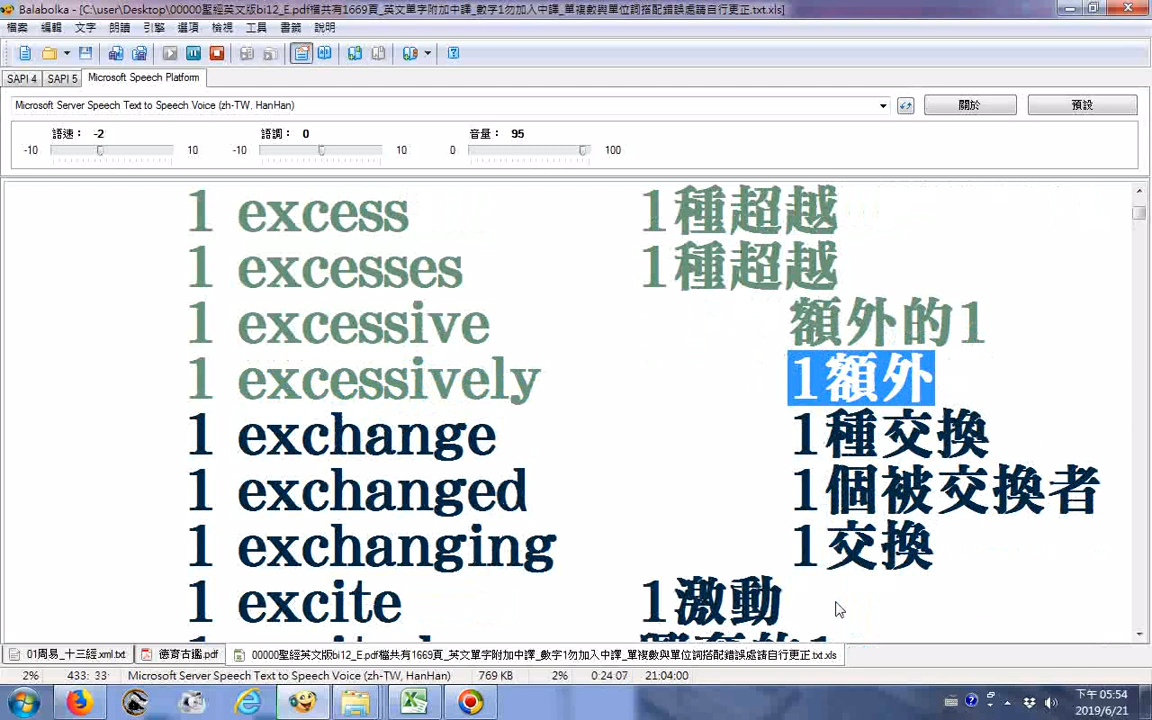 Balabolka - [C:\user\Desktop\00000聖經英文版bi12_E.pdf檔共有1669頁_英文單字附加中譯_數字1勿加入中譯_單複數與單位詞搭配錯誤處請自行更正.txt.xls]
檔案 編輯 文字 朗讀 引擎 選項 檢視 工具 書籤 說明
SAPI 4 SAPI 5 Microsoft Speech Platform
Microsoft Server Speech Text to Speech Voice (zh-TW, HanHan) 關於 預設
語速： -2 語調： 0 音量： 95
-10 10 -10 10 0 100
1 excess 1種超越
1 excesses 1種超越
1 excessive 額外的1
1 excessively 1額外
1 exchange 1種交換
1 exchanged 1個被交換者
1 exchanging 1交換
1 excite 1激動
01周易_十三經.xml.txt 德育古鑑.pdf 00000聖經英文版bi12_E.pdf檔共有1669頁_英文單字附加中譯_數字1勿加入中譯_單複數與單位詞搭配錯誤處請自行更正.txt.xls
2% 433: 33 Microsoft Server Speech Text to Speech Voice (zh-TW, HanHan) 769 KB 2% 0:24 07 21:04:00
下午 05:54
2019/6/21